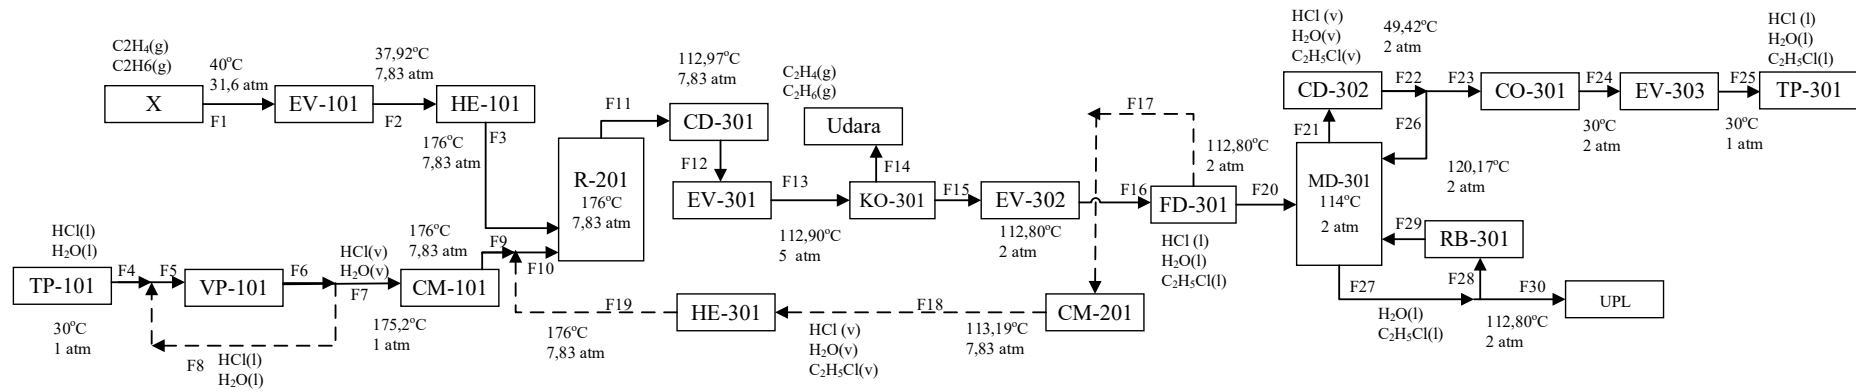 C2H4(g)
C2H6(g)
40°C
31,6 atm
X
F1
EV-101
37,92°C
7,83 atm
F2
HE-101
176°C
7,83 atm
F3
HCl(l)
H₂O(l)
TP-101
30°C
1 atm
F4
F5
VP-101
F6
F8
HCl(l)
H₂O(l)
HCl(v)
H₂O(v)
F7
175,2°C
1 atm
CM-101
176°C
7,83 atm
F9
F10
R-201
176°C
7,83 atm
F11
112,97°C
7,83 atm
CD-301
F12
EV-301
F13
112,90°C
5 atm
C₂H₄(g)
C₂H₆(g)
Udara
F14
KO-301
F15
EV-302
112,80°C
2 atm
F16
F17
FD-301
HCl (l)
H₂O(l)
C₂H₅Cl(l)
112,80°C
2 atm
F20
CM-201
F18
113,19°C
7,83 atm
HCl (v)
H₂O(v)
C₂H₅Cl(v)
HE-301
F19
176°C
7,83 atm
MD-301
114°C
2 atm
F21
HCl (v)
H₂O(v)
C₂H₅Cl(v)
CD-302
49,42°C
2 atm
F22
F23
F26
120,17°C
2 atm
CO-301
F24
30°C
2 atm
EV-303
F25
30°C
1 atm
HCl (l)
H₂O(l)
C₂H₅Cl(l)
TP-301
F29
RB-301
F27
F28
F30
H₂O(l)
C₂H₅Cl(l)
112,80°C
2 atm
UPL